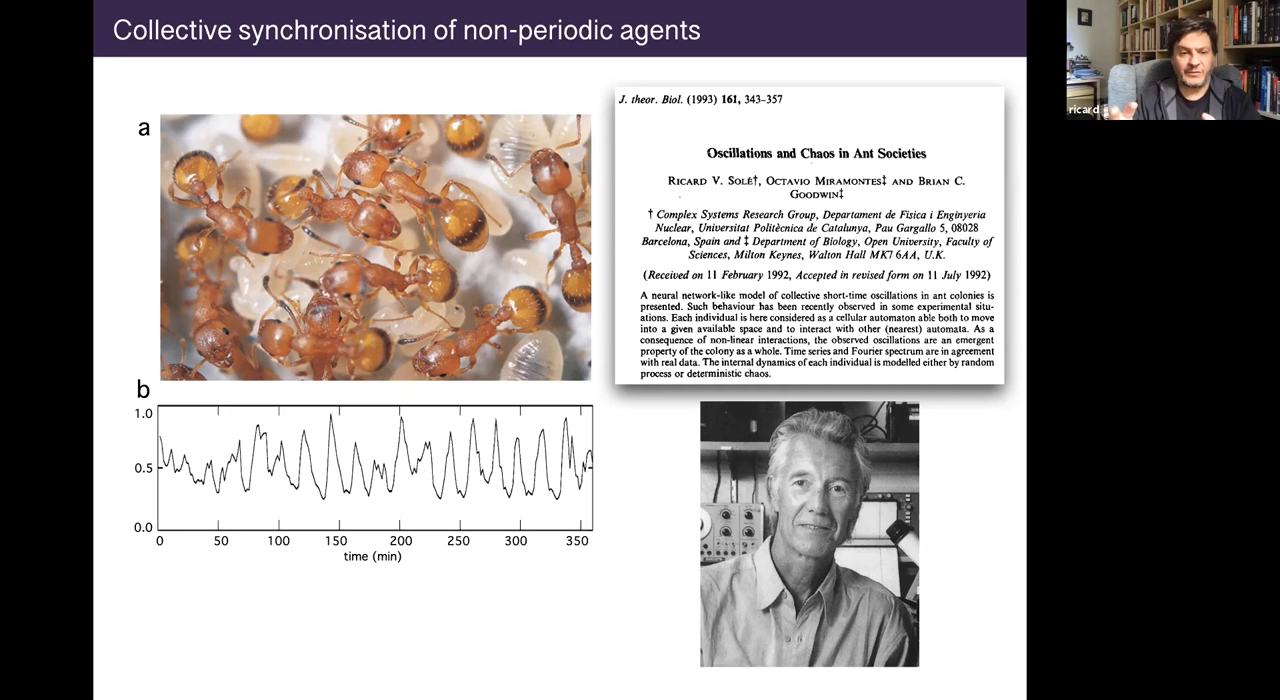 Collective synchronisation of non-periodic agents
a
J. theor. Biol. (1993) 161, 343–357
Oscillations and Chaos in Ant Societies
RICARD V. SOLÉ†, OCTAVIO MIRAMONTES‡ AND BRIAN C.
GOODWIN‡
† Complex Systems Research Group, Departament de Fisica i Enginyeria
Nuclear, Universitat Politècnica de Catalunya, Pau Gargallo 5, 08028
Barcelona, Spain and ‡ Department of Biology, Open University, Faculty of
Sciences, Milton Keynes, Walton Hall MK7 6AA, U.K.
(Received on 11 February 1992, Accepted in revised form on 11 July 1992)
A neural network-like model of collective short-time oscillations in ant colonies is
presented. Such behaviour has been recently observed in some experimental situ-
ations. Each individual is here considered as a cellular automaton able both to move
into a given available space and to interact with other (nearest) automata. As a
consequence of non-linear interactions, the observed oscillations are an emergent
property of the colony as a whole. Time series and Fourier spectrum are in agreement
with real data. The internal dynamics of each individual is modelled either by random
process or deterministic chaos.
b
1.0
0.5
0.0
0 50 100 150 200 250 300 350
time (min)
ricard